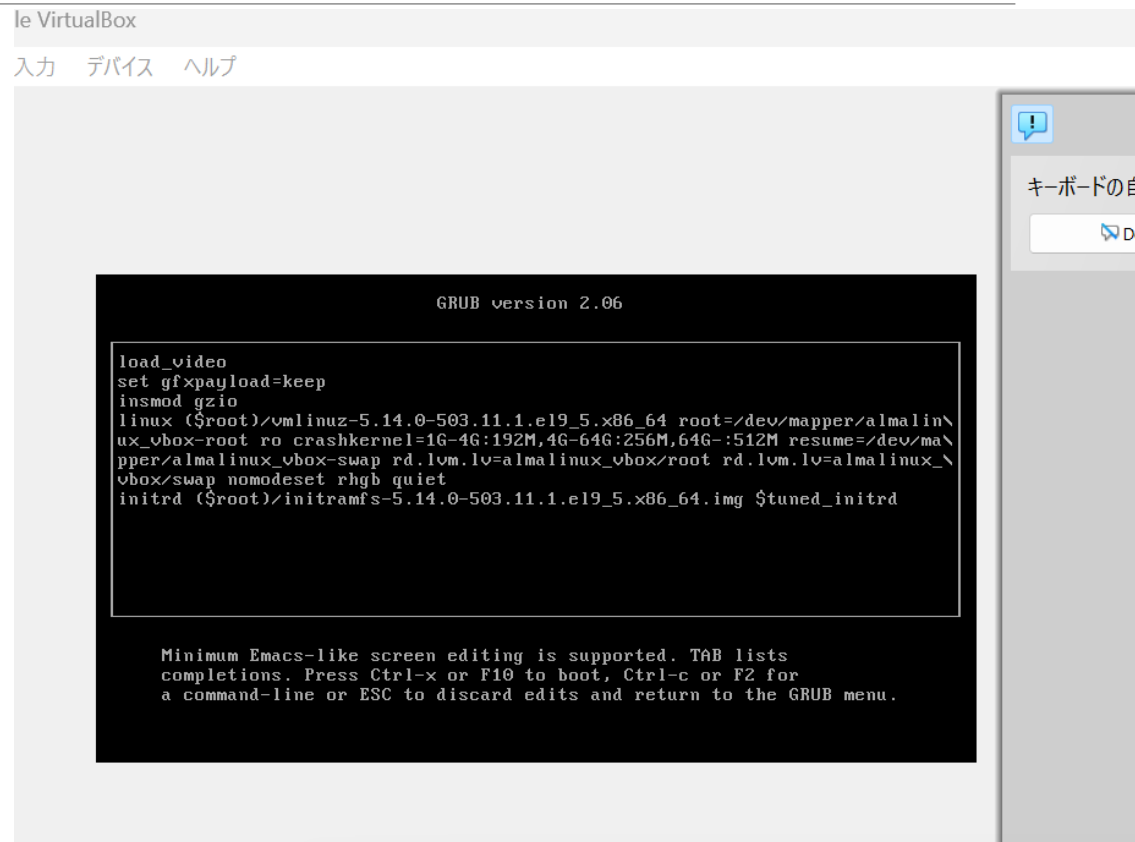 le VirtualBox
入力 デバイス ヘルプ
キーボードの
GRUB version 2.06
load_video
set gfxpayload=keep
insmod gzio
linux ($root)/vmlinuz-5.14.0-503.11.1.el9_5.x86_64 root=/dev/mapper/almalin\
ux_vbox-root ro crashkernel=1G-4G:192M,4G-64G:256M,64G-:512M resume=/dev/ma\
pper/almalinux_vbox-swap rd.lvm.lv=almalinux_vbox/root rd.lvm.lv=almalinux_\
vbox/swap nomodeset rhgb quiet
initrd ($root)/initramfs-5.14.0-503.11.1.el9_5.x86_64.img $tuned_initrd
Minimum Emacs-like screen editing is supported. TAB lists
completions. Press Ctrl-x or F10 to boot, Ctrl-c or F2 for
a command-line or ESC to discard edits and return to the GRUB menu.